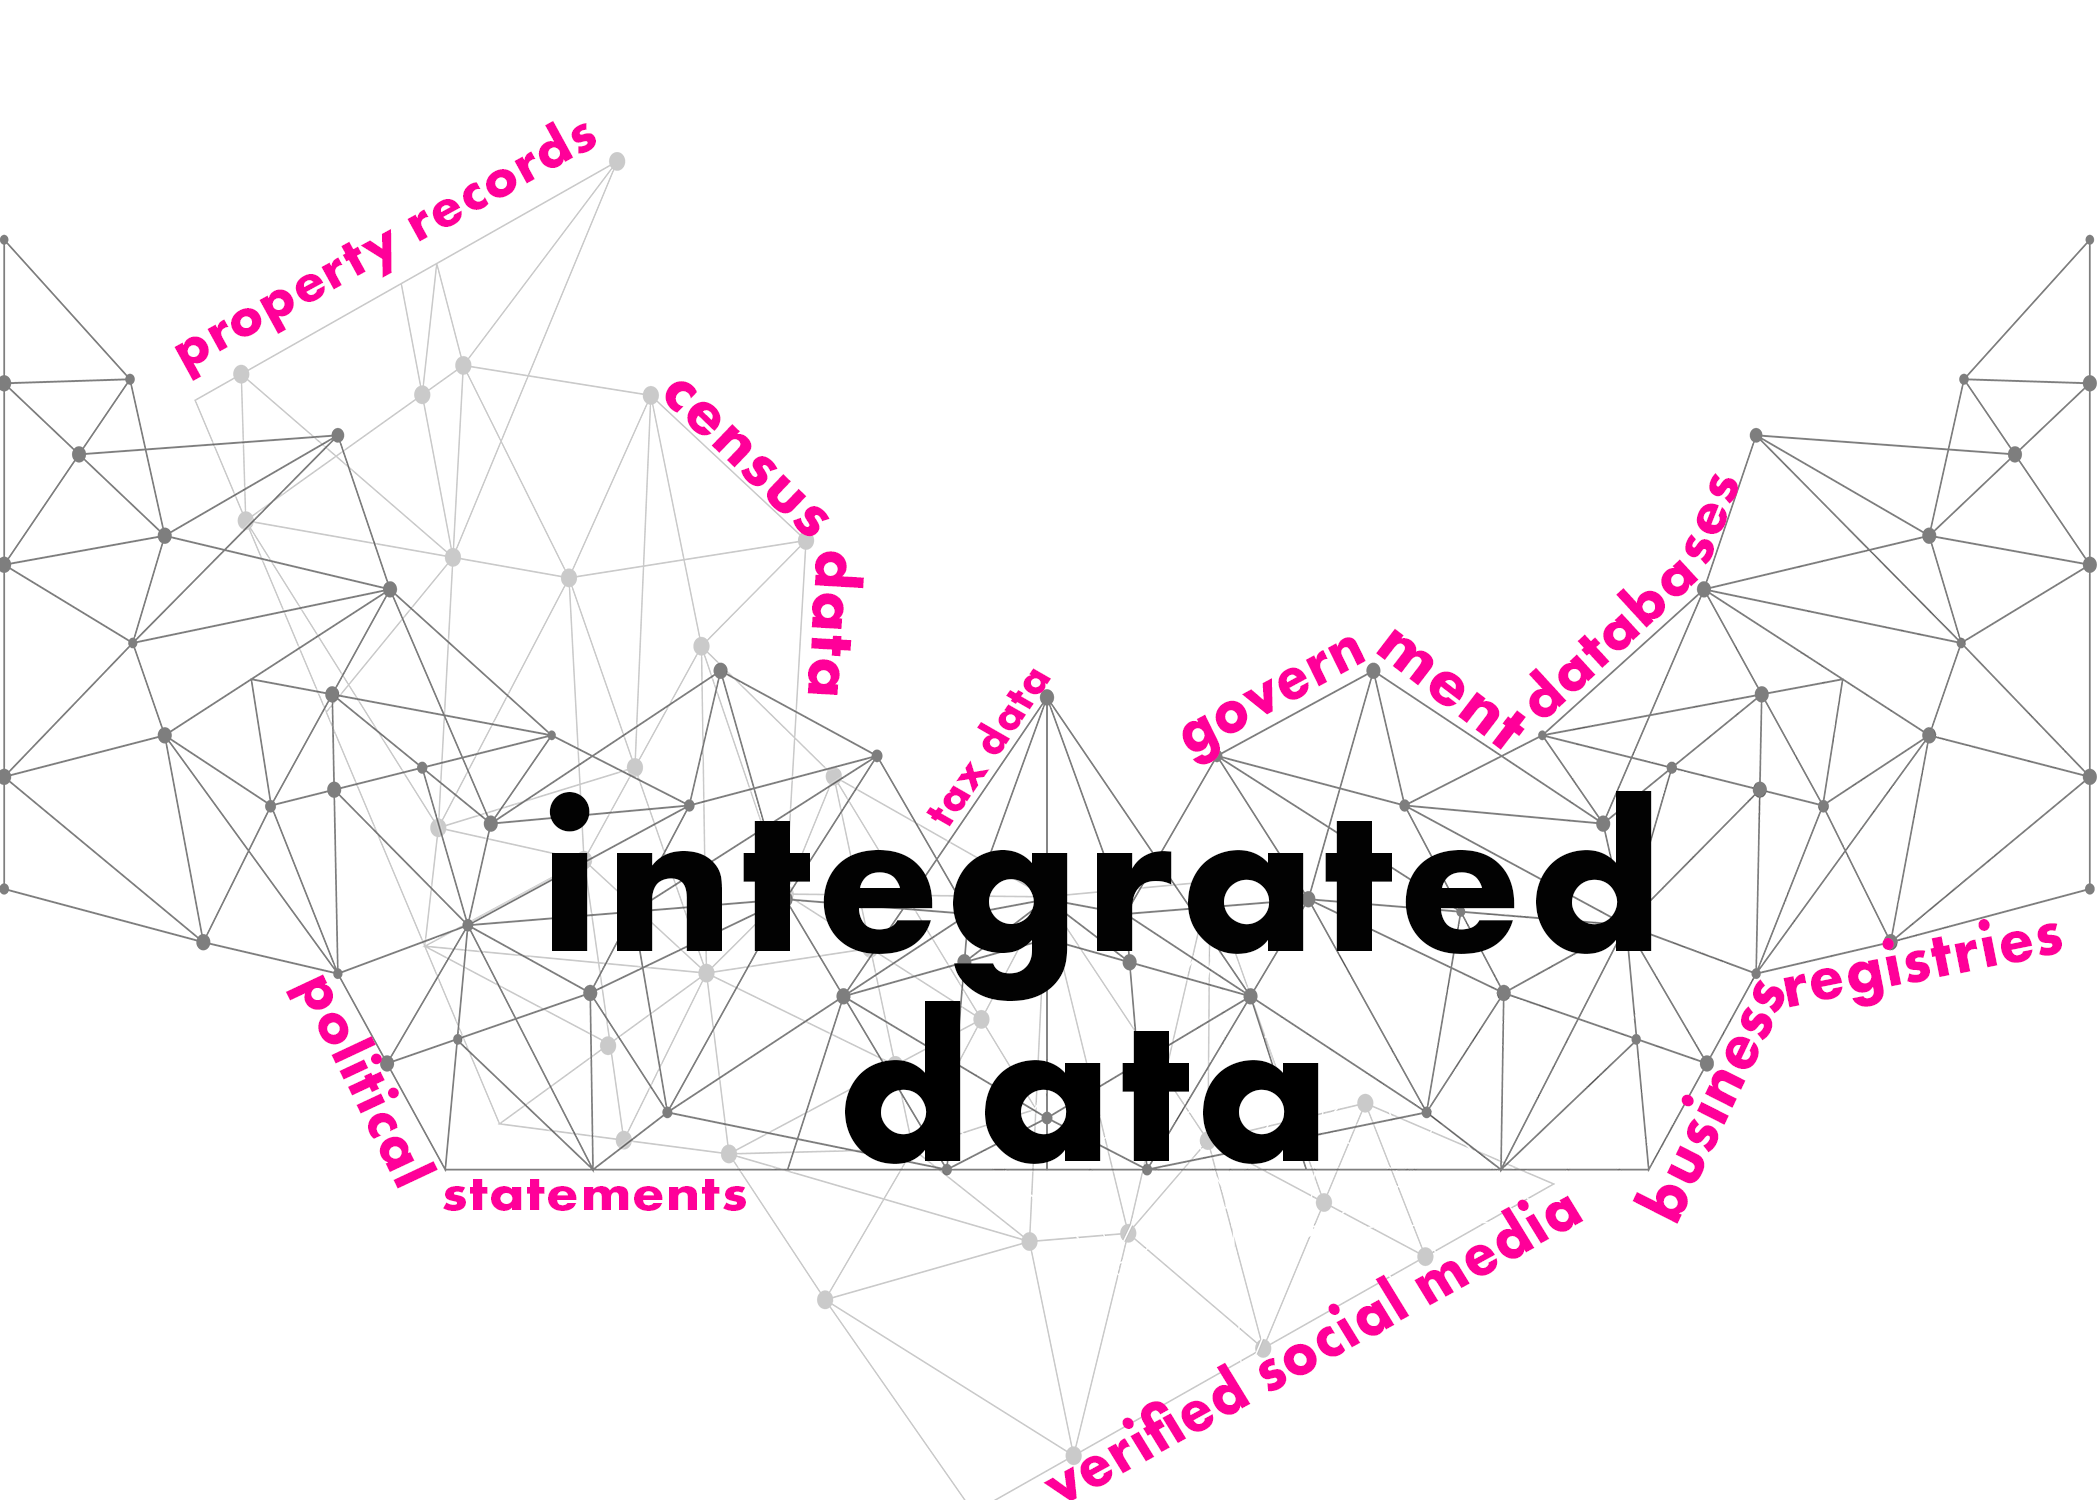 property records
census data
tax data
government databases
integrated
data
political statements
business registries
verified social media